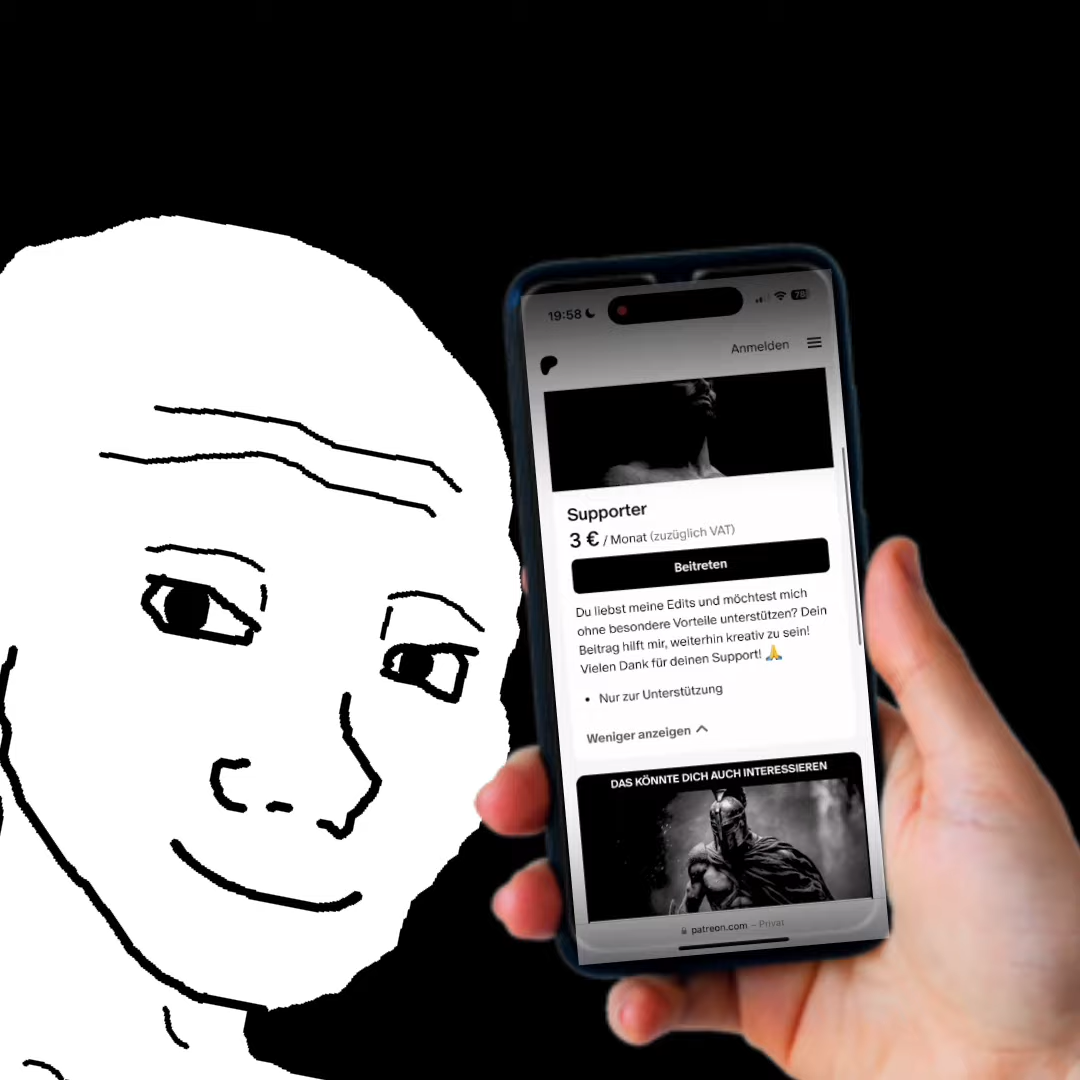 19:58
78
Anmelden
Supporter
3 € / Monat (zuzüglich VAT)
Beitreten
Du liebst meine Edits und möchtest mich
ohne besondere Vorteile unterstützen? Dein
Beitrag hilft mir, weiterhin kreativ zu sein!
Vielen Dank für deinen Support! 🙏
• Nur zur Unterstützung
Weniger anzeigen
DAS KÖNNTE DICH AUCH INTERESSIEREN
patreon.com – Privat